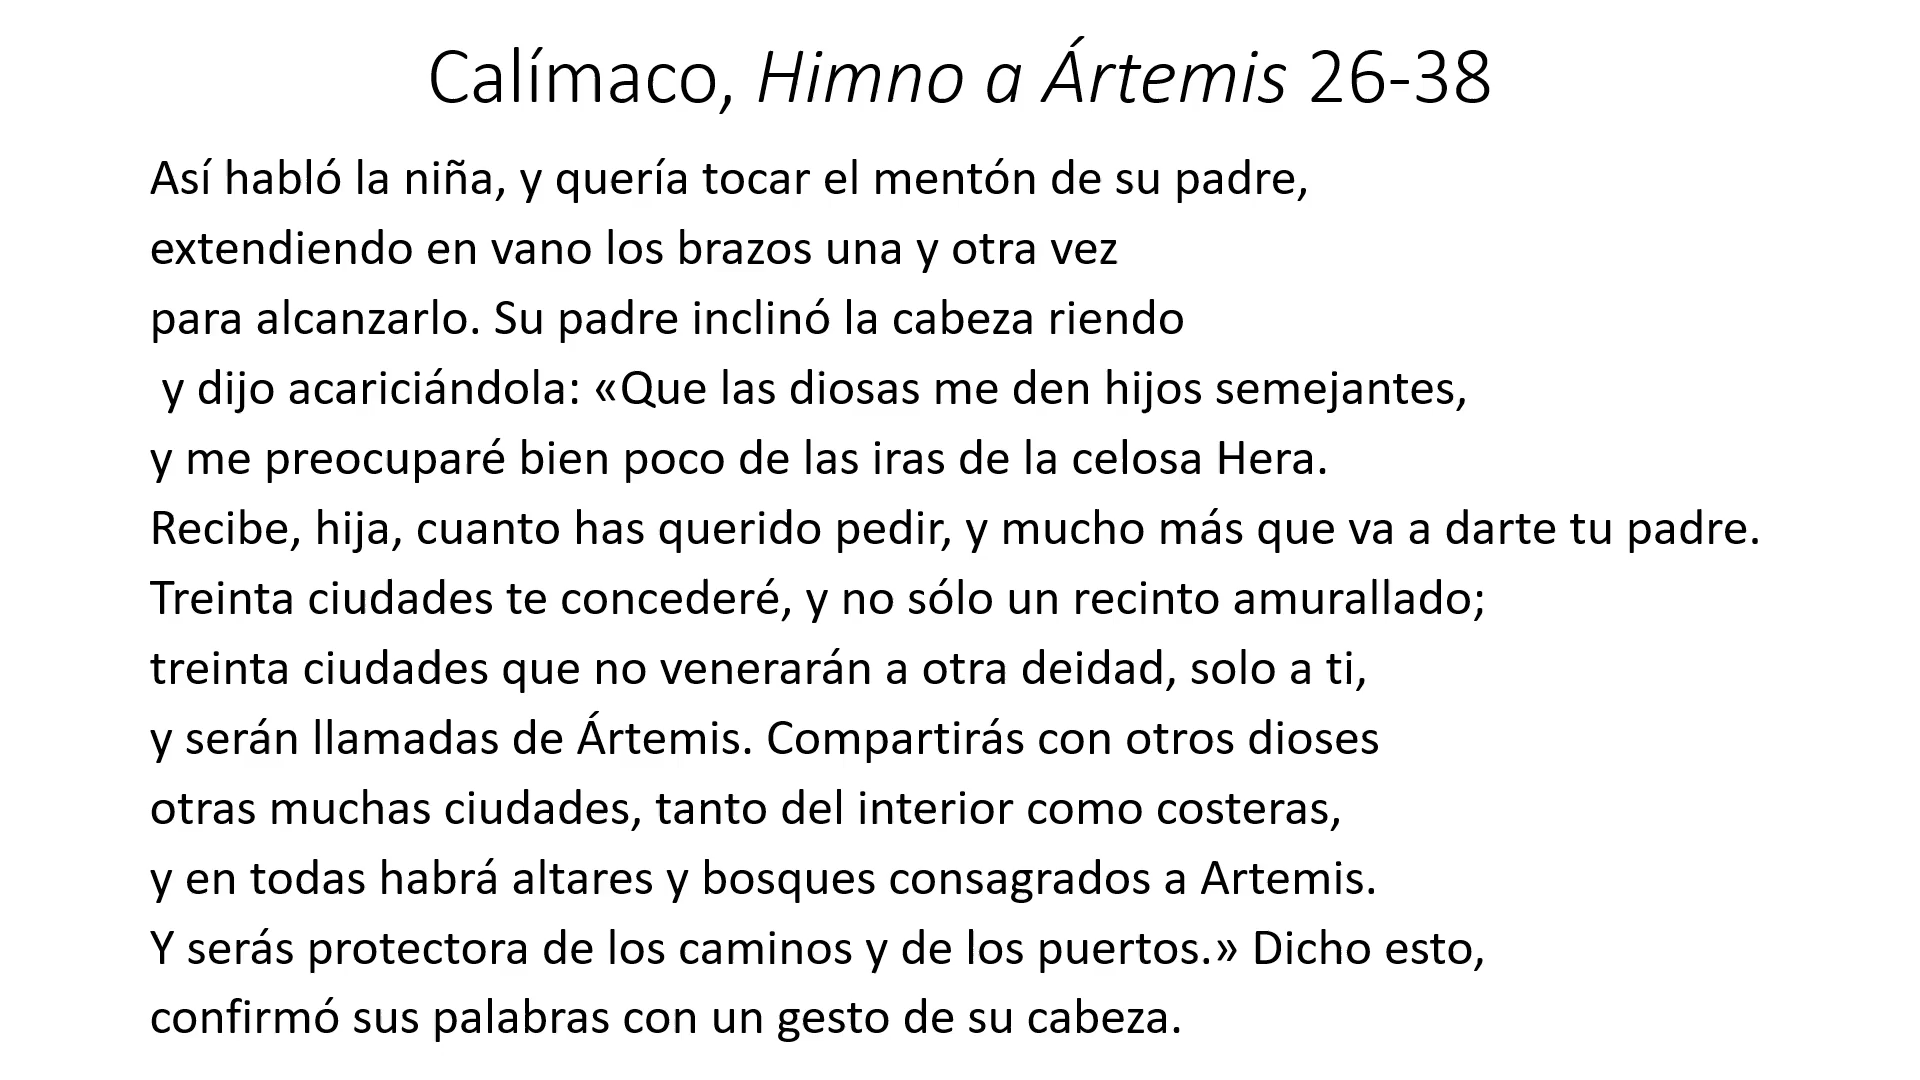 Calímaco, Himno a Ártemis 26-38
Así habló la niña, y quería tocar el mentón de su padre,
extendiendo en vano los brazos una y otra vez
para alcanzarlo. Su padre inclinó la cabeza riendo
y dijo acariciándola: «Que las diosas me den hijos semejantes,
y me preocuparé bien poco de las iras de la celosa Hera.
Recibe, hija, cuanto has querido pedir, y mucho más que va a darte tu padre.
Treinta ciudades te concederé, y no sólo un recinto amurallado;
treinta ciudades que no venerarán a otra deidad, solo a ti,
y serán llamadas de Ártemis. Compartirás con otros dioses
otras muchas ciudades, tanto del interior como costeras,
y en todas habrá altares y bosques consagrados a Artemis.
Y serás protectora de los caminos y de los puertos.» Dicho esto,
confirmó sus palabras con un gesto de su cabeza.